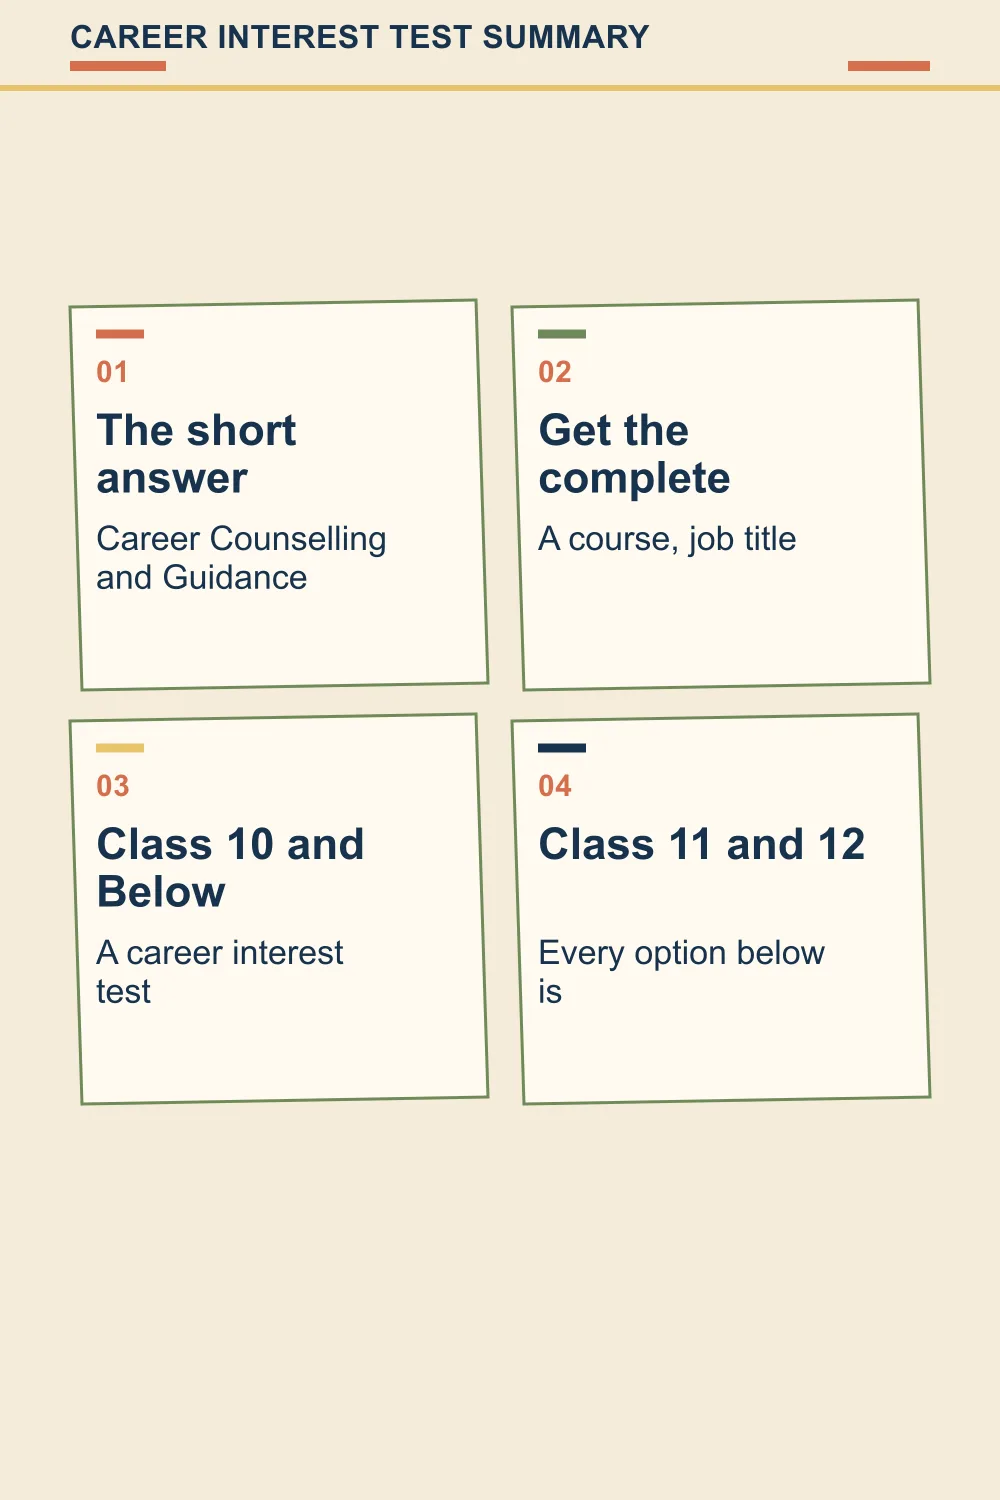 CAREER INTEREST TEST SUMMARY
01
The short
answer
Career Counselling
and Guidance
02
Get the
complete
A course, job title
03
Class 10 and
Below
A career interest
test
04
Class 11 and 12
Every option below
is